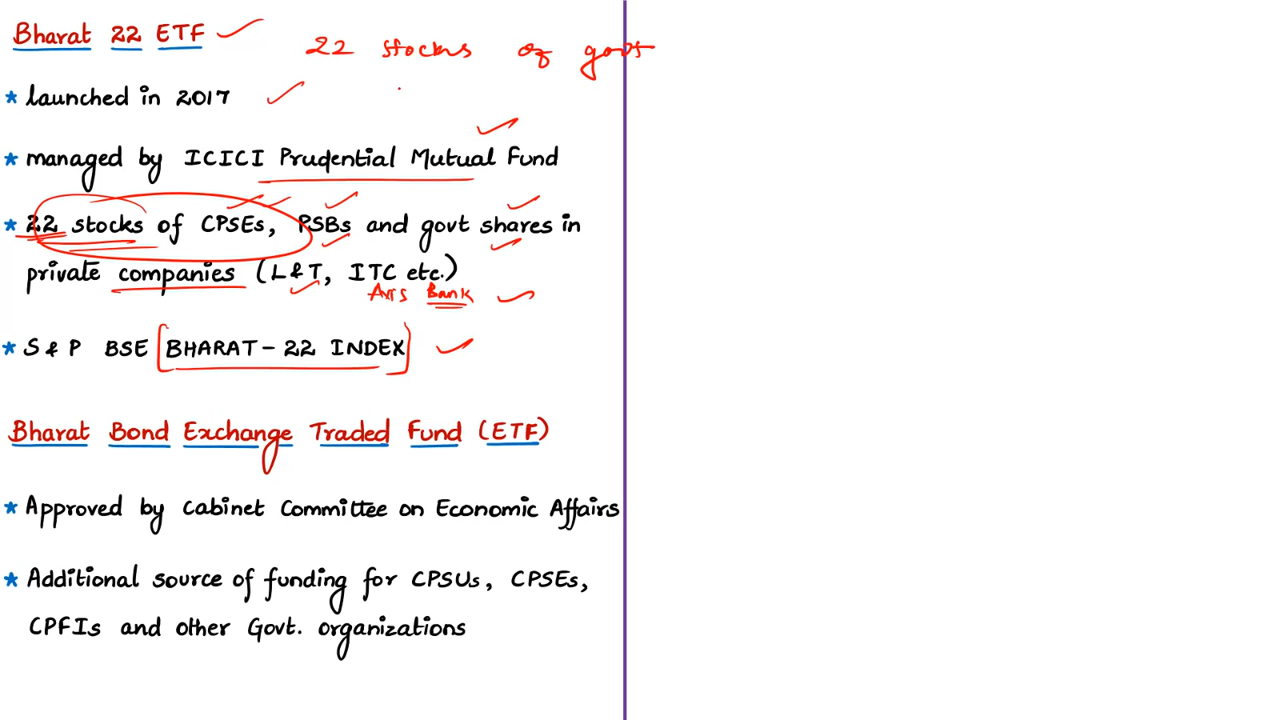 Bharat 22 ETF
22 stocks of govt
* launched in 2017
* managed by ICICI Prudential Mutual Fund
* 22 stocks of CPSEs, PSBs and govt shares in
private companies (L&T, ITC etc.)
Axis Bank
* S & P BSE [BHARAT - 22 INDEX]
Bharat Bond Exchange Traded Fund (ETF)
* Approved by Cabinet Committee on Economic Affairs
* Additional source of funding for CPSUs, CPSEs,
CPFIs and other Govt. organizations